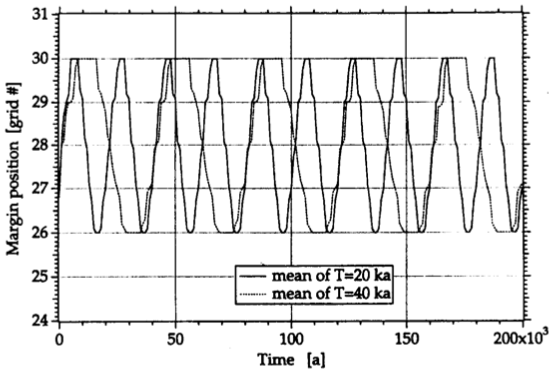 Margin position [grid #]
30
29
28
27
26
25
24
mean of T=20 ka
mean of T=40 ka
0
50
100
150
200x10³
Time [a]